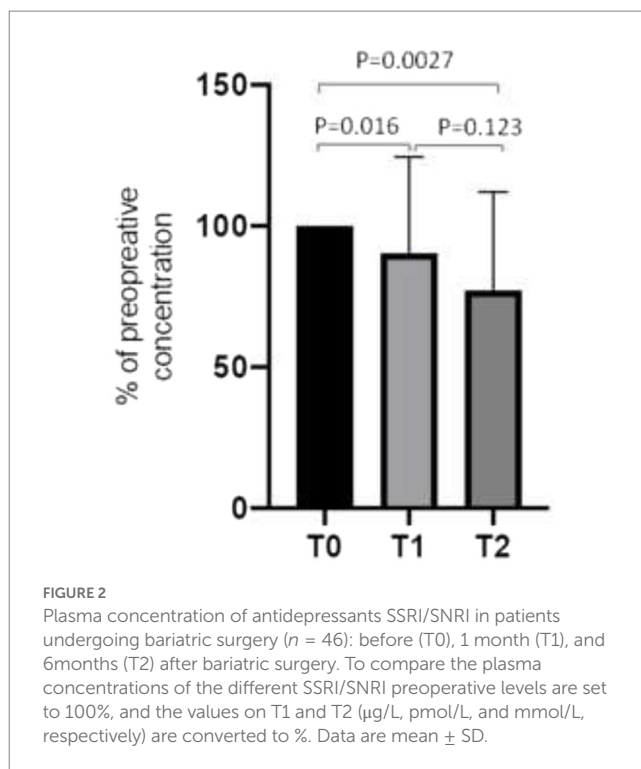 P=0.0027
150
P=0.016
P=0.123
100
50
0
% of preopreative
concentration
T0
T1
T2
FIGURE 2
Plasma concentration of antidepressants SSRI/SNRI in patients
undergoing bariatric surgery (n = 46): before (T0), 1 month (T1), and
6months (T2) after bariatric surgery. To compare the plasma
concentrations of the different SSRI/SNRI preoperative levels are set
to 100%, and the values on T1 and T2 (μg/L, pmol/L, and mmol/L,
respectively) are converted to %. Data are mean ± SD.